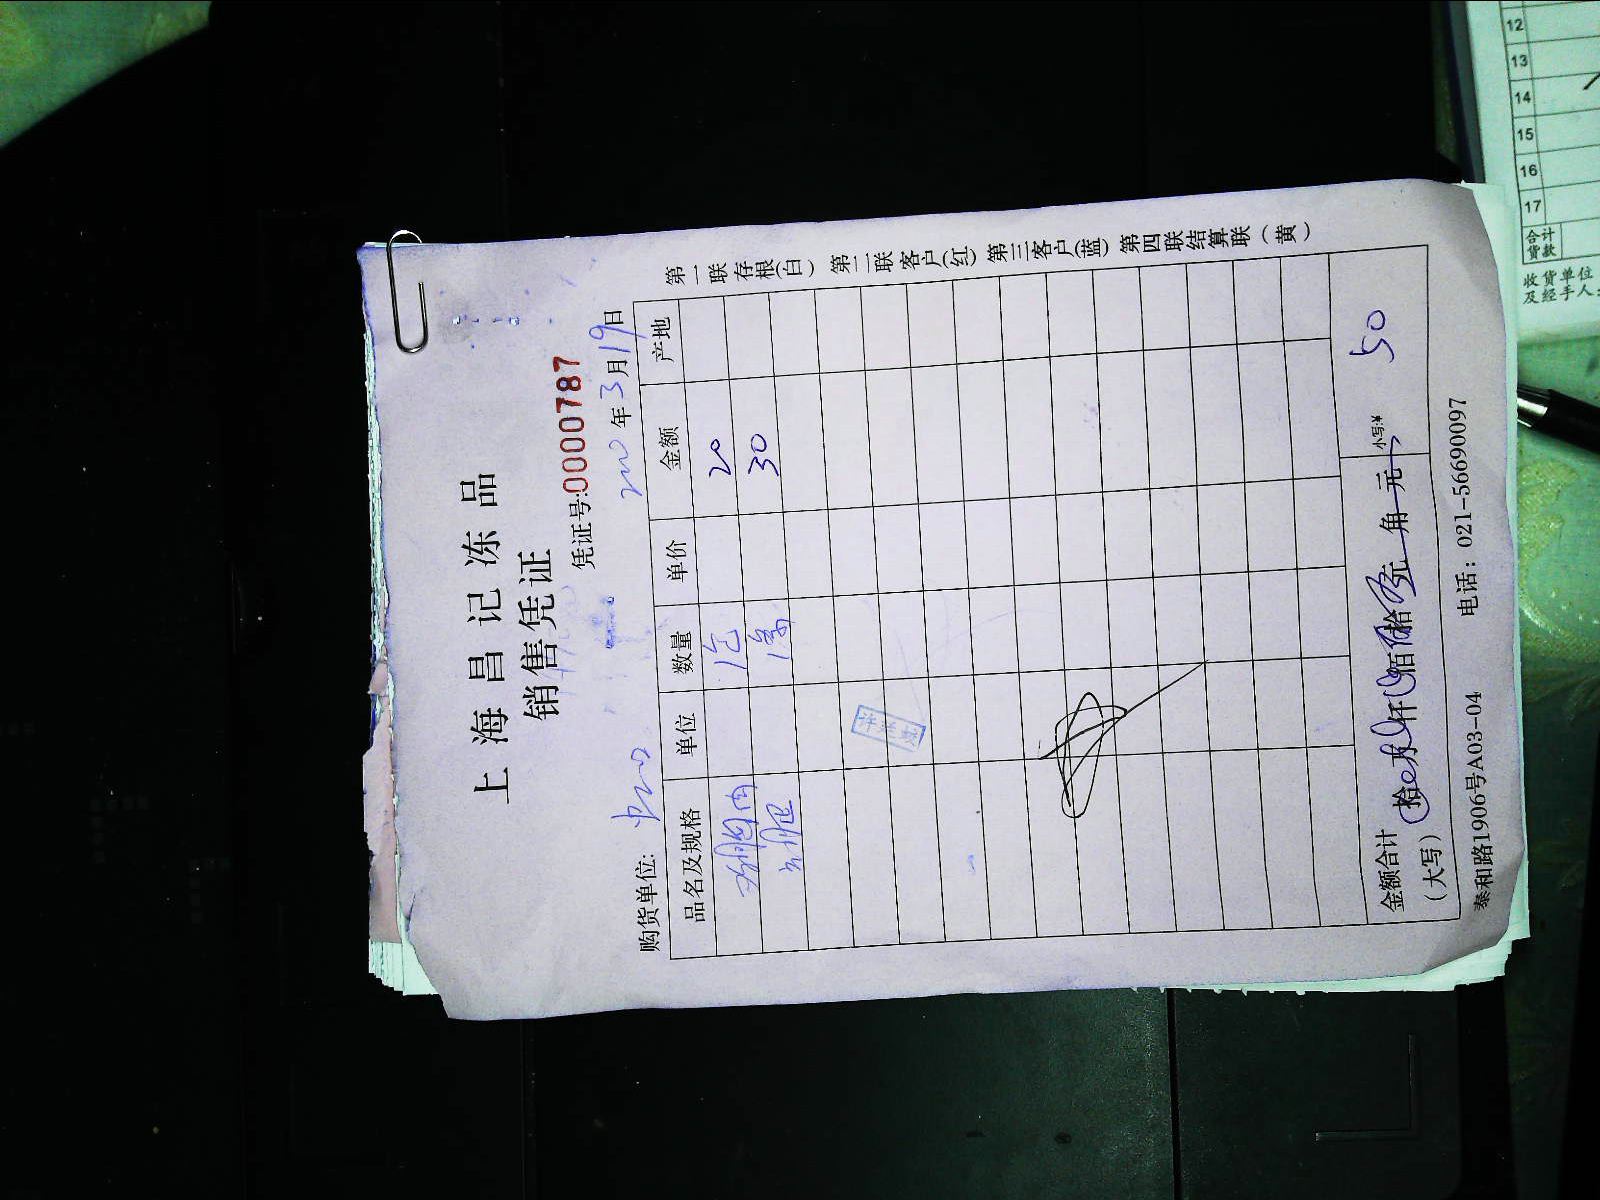 上海昌记冻品
销售凭证
凭证号:0000787
购货单位:
年3月19日
品名及规格 单位 数量 单价 金额 产地
1包 20
30
第一联存根(白) 第二联客户(红) 第三客户(蓝) 第四联结算联(黄)
金额合计
(大写)
拾 万 仟 佰 拾 元 角 元
小写:¥ 50
泰和路1906号A03-04 电话: 021-56690097
12
13
14
15
16
17
合计
货款
收货单位
及经手人: